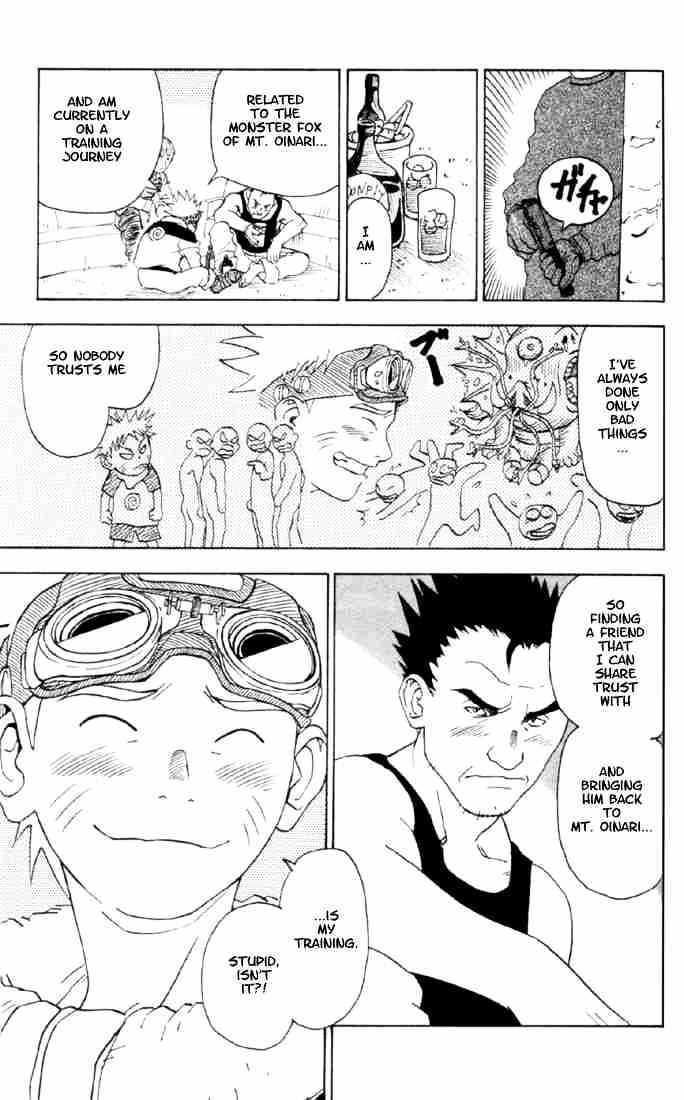 ガチャ
I
AM
...
RELATED
TO THE
MONSTER FOX
OF MT. OINARI...
AND AM
CURRENTLY
ON A
TRAINING
JOURNEY
I'VE
ALWAYS
DONE
ONLY
BAD
THINGS
...
SO NOBODY
TRUSTS ME
SO
FINDING
A FRIEND
THAT
I CAN
SHARE
TRUST
WITH
AND
BRINGING
HIM BACK
TO
MT. OINARI...
...IS
MY
TRAINING.
STUPID,
ISN'T
IT?!